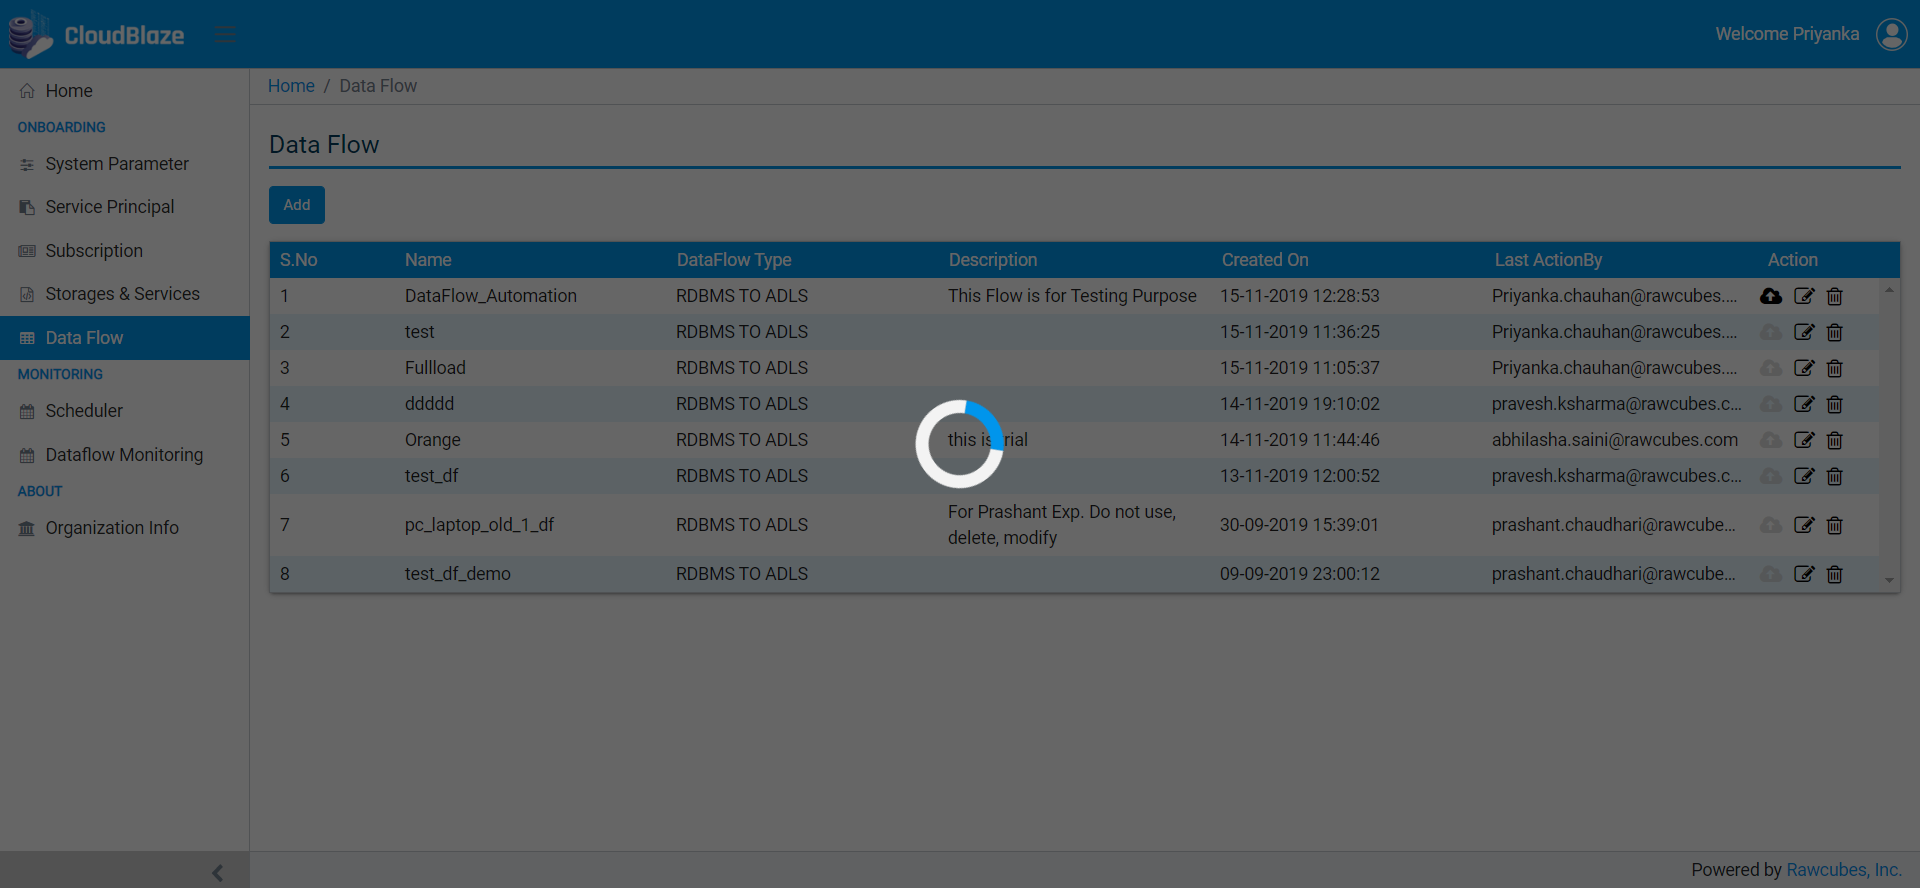 CloudBlaze
Welcome Priyanka
Home
ONBOARDING
System Parameter
Service Principal
Subscription
Storages & Services
Data Flow
MONITORING
Scheduler
Dataflow Monitoring
ABOUT
Organization Info
Home / Data Flow
Data Flow
Add
S.No Name DataFlow Type Description Created On Last ActionBy Action
1 DataFlow_Automation RDBMS TO ADLS This Flow is for Testing Purpose 15-11-2019 12:28:53 Priyanka.chauhan@rawcubes....
2 test RDBMS TO ADLS 15-11-2019 11:36:25 Priyanka.chauhan@rawcubes....
3 Fullload RDBMS TO ADLS 15-11-2019 11:05:37 Priyanka.chauhan@rawcubes....
4 ddddd RDBMS TO ADLS 14-11-2019 19:10:02 pravesh.ksharma@rawcubes.c...
5 Orange RDBMS TO ADLS this is trial 14-11-2019 11:44:46 abhilasha.saini@rawcubes.com
6 test_df RDBMS TO ADLS 13-11-2019 12:00:52 pravesh.ksharma@rawcubes.c...
7 pc_laptop_old_1_df RDBMS TO ADLS For Prashant Exp. Do not use, 30-09-2019 15:39:01 prashant.chaudhari@rawcube...
delete, modify
8 test_df_demo RDBMS TO ADLS 09-09-2019 23:00:12 prashant.chaudhari@rawcube...
Powered by Rawcubes, Inc.